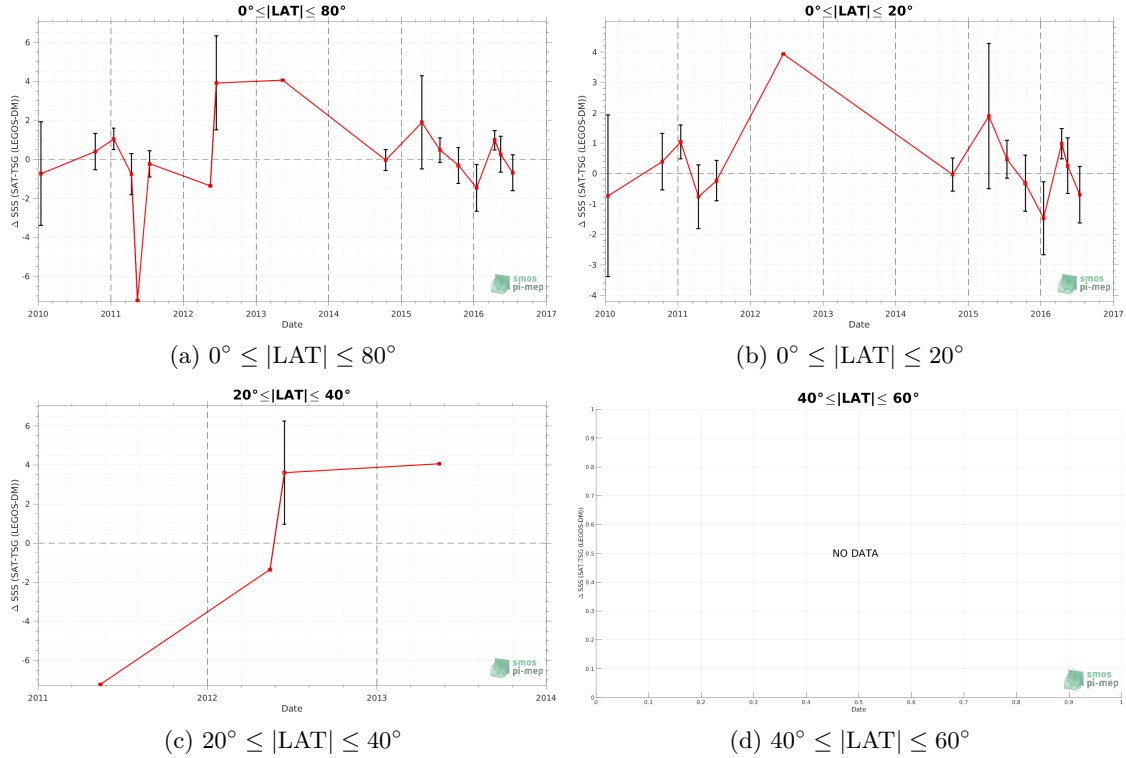 0°≤|LAT|≤ 80°
Δ SSS (SAT-TSG (LEGOS-DM))
6
4
2
0
-2
-4
-6
2010 2011 2012 2013 2014 2015 2016 2017
Date
smos
pi-mep
(a) 0° ≤ |LAT| ≤ 80°
0°≤|LAT|≤ 20°
Δ SSS (SAT-TSG (LEGOS-DM))
4
3
2
1
0
-1
-2
-3
-4
2010 2011 2012 2013 2014 2015 2016 2017
Date
smos
pi-mep
(b) 0° ≤ |LAT| ≤ 20°
20°≤|LAT|≤ 40°
Δ SSS (SAT-TSG (LEGOS-DM))
6
4
2
0
-2
-4
-6
2011 2012 2013 2014
Date
smos
pi-mep
(c) 20° ≤ |LAT| ≤ 40°
40°≤|LAT|≤ 60°
Δ SSS (SAT-TSG (LEGOS-DM))
1
0.9
0.8
0.7
0.6
0.5
0.4
0.3
0.2
0.1
0
NO DATA
0 0.1 0.2 0.3 0.4 0.5 0.6 0.7 0.8 0.9 1
Date
smos
pi-mep
(d) 40° ≤ |LAT| ≤ 60°